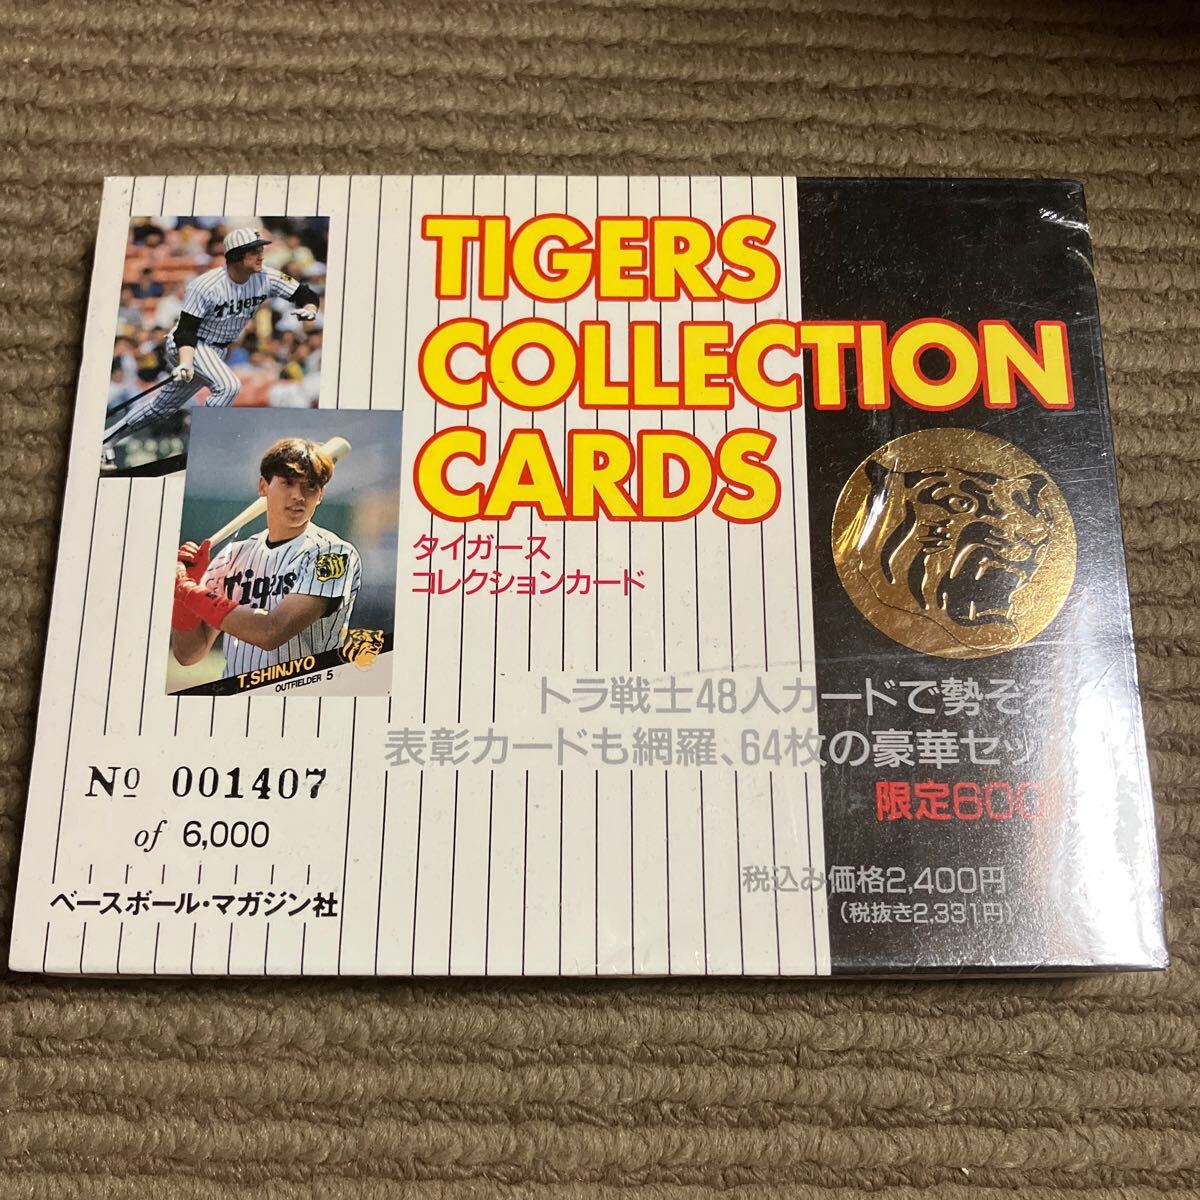 TIGERS
COLLECTION
CARDS
タイガース
コレクションカード
Tigers
Tigers
T.SHINJYO
OUTFIELDER 5
トラ戦士48人カードで勢ぞ
表彰カードも網羅、64枚の豪華セッ
限定600
No 001407
of 6,000
税込み価格2,400円
(税抜き2,331円)
ベースボール・マガジン社